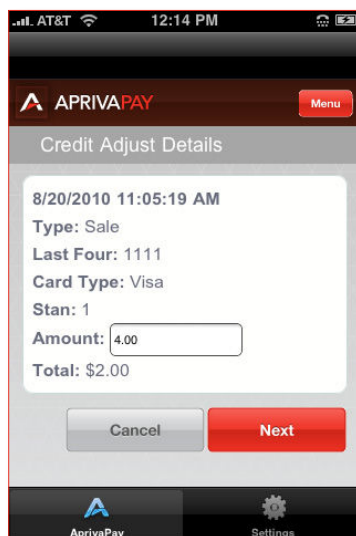 AT&T 12:14 PM
APRIVAPAY
Menu
Credit Adjust Details
8/20/2010 11:05:19 AM
Type: Sale
Last Four: 1111
Card Type: Visa
Stan: 1
Amount: 4.00
Total: $2.00
Cancel Next
AprivaPay Settings